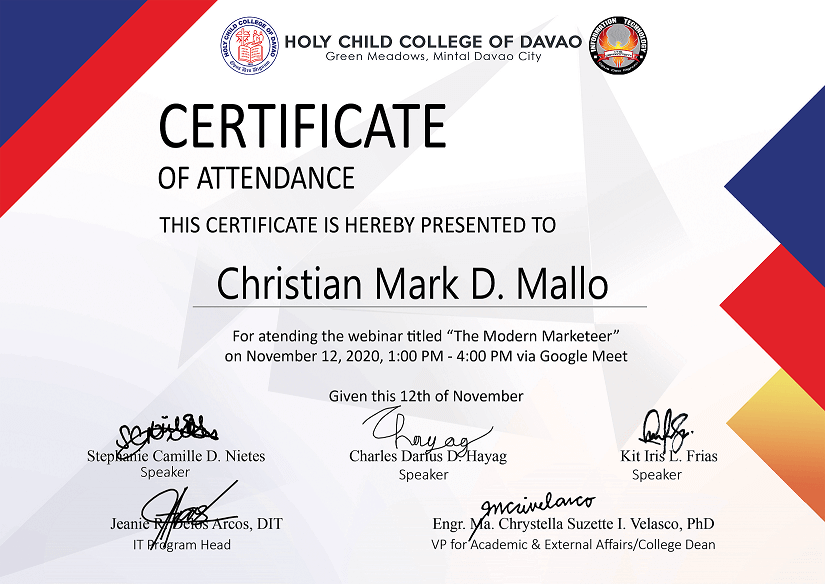 HOLY CHILD COLLEGE OF DAVAO
Green Meadows, Mintal Davao City
HOLY CHILD COLLEGE OF DAVAO
INFORMATION TECHNOLOGY
CERTIFICATE
OF ATTENDANCE
THIS CERTIFICATE IS HEREBY PRESENTED TO
Christian Mark D. Mallo
For atending the webinar titled “The Modern Marketeer”
on November 12, 2020, 1:00 PM - 4:00 PM via Google Meet
Given this 12th of November
Stephanie Camille D. Nietes
Speaker
Charles Darius D. Hayag
Speaker
Kit Iris L. Frias
Speaker
Jeanie R. Delos Arcos, DIT
IT Program Head
Engr. Ma. Chrystella Suzette I. Velasco, PhD
VP for Academic & External Affairs/College Dean